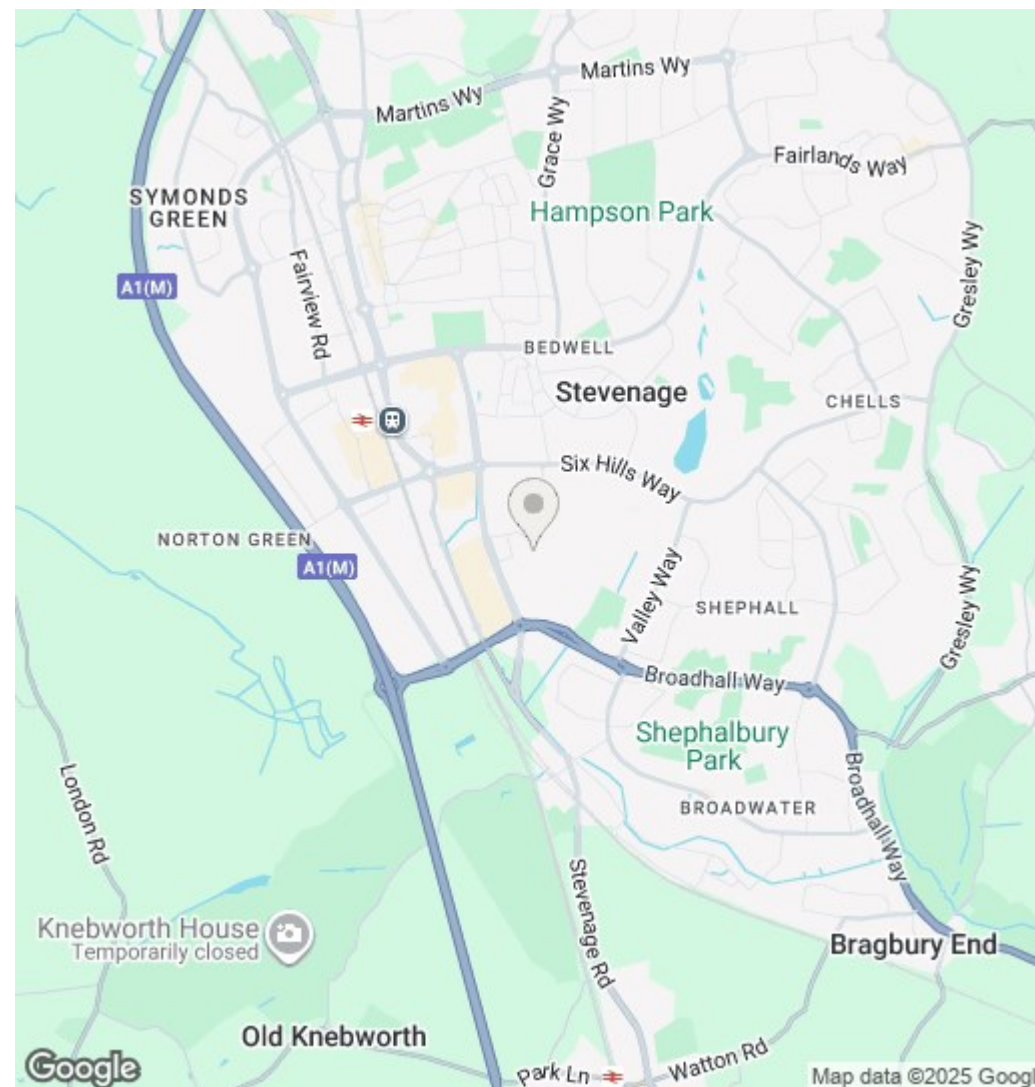 Martins Wy
Martins Wy
Grace Wy
Fairlands Way
SYMONDS
GREEN
Hampson Park
Gresley Wy
A1(M)
Fairview Rd
BEDWELL
Stevenage
CHELLS
Six Hills Way
NORTON GREEN
A1(M)
Valley Way
SHEPHALL
Gresley Wy
Broadhall Way
Shephalbury
Park
London Rd
BROADWATER
Broadhall Way
Stevenage Rd
Knebworth House
Temporarily closed
Bragbury End
Old Knebworth
Park Ln
Watton Rd
Google
Map data ©2025 Google